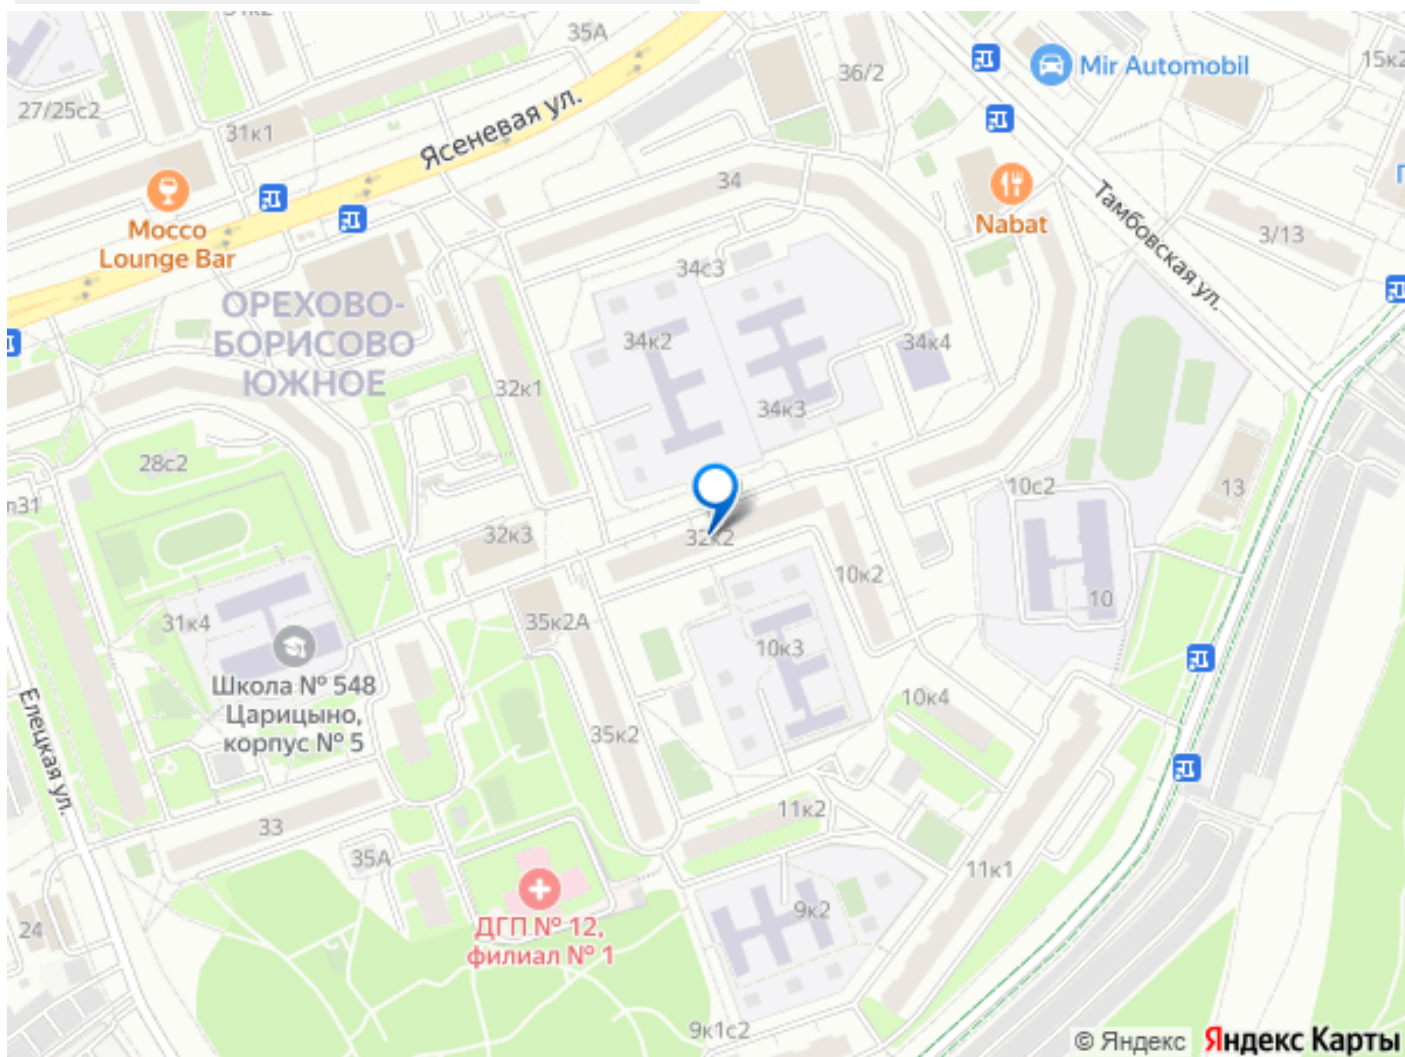 35А
36/2
Mir Automobil
15к2
27/25с2
31к1
Ясеневая ул.
Mocco
Lounge Bar
34
Nabat
Тамбовская ул.
3/13
ОРЕХОВО-
БОРИСОВО
ЮЖНОЕ
34с3
34к2
34к4
32к1
34к3
28с2
10с2
13
32к3
32к2
10к2
10
31к4
35к2А
10к3
Школа № 548
Царицыно,
корпус № 5
10к4
Елецкая ул.
35к2
33
11к2
35А
11к1
24
ДГП № 12,
филиал № 1
9к2
9к1с2
© Яндекс Яндекс Карты